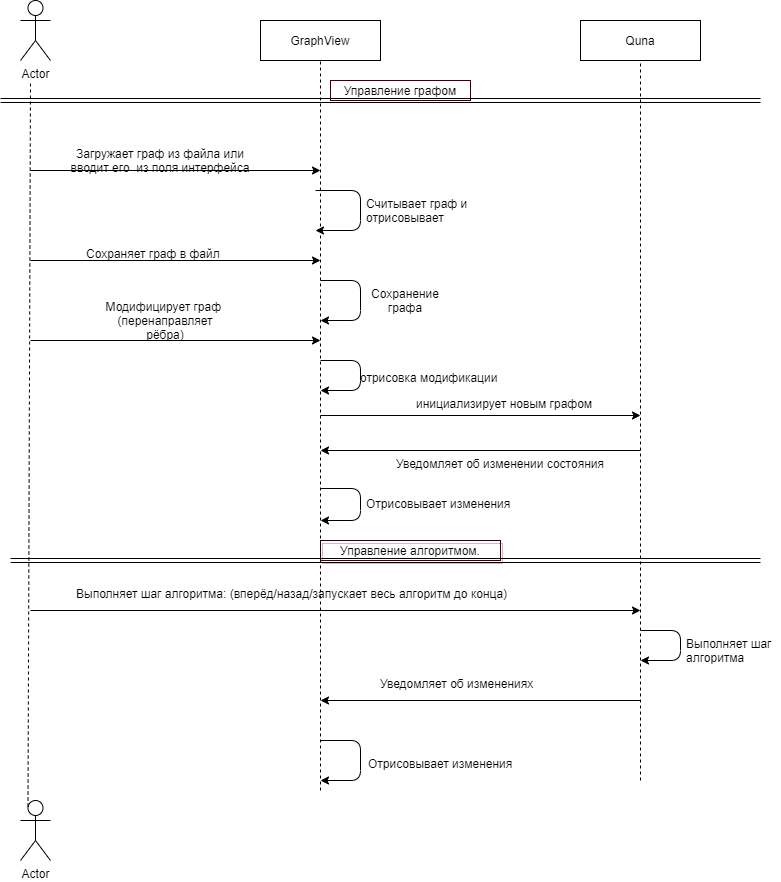 GraphView
Quna
Actor
Управление графом
Загружает граф из файла или
вводит его из поля интерфейса
Считывает граф и
отрисовывает
Сохраняет граф в файл
Сохранение
графа
Модифицирует граф
(перенаправляет
рёбра)
отрисовка модификации
инициализирует новым графом
Уведомляет об изменении состояния
Отрисовывает изменения
Управление алгоритмом.
Выполняет шаг алгоритма: (вперёд/назад/запускает весь алгоритм до конца)
Выполняет шаг
алгоритма
Уведомляет об изменениях
Отрисовывает изменения
Actor